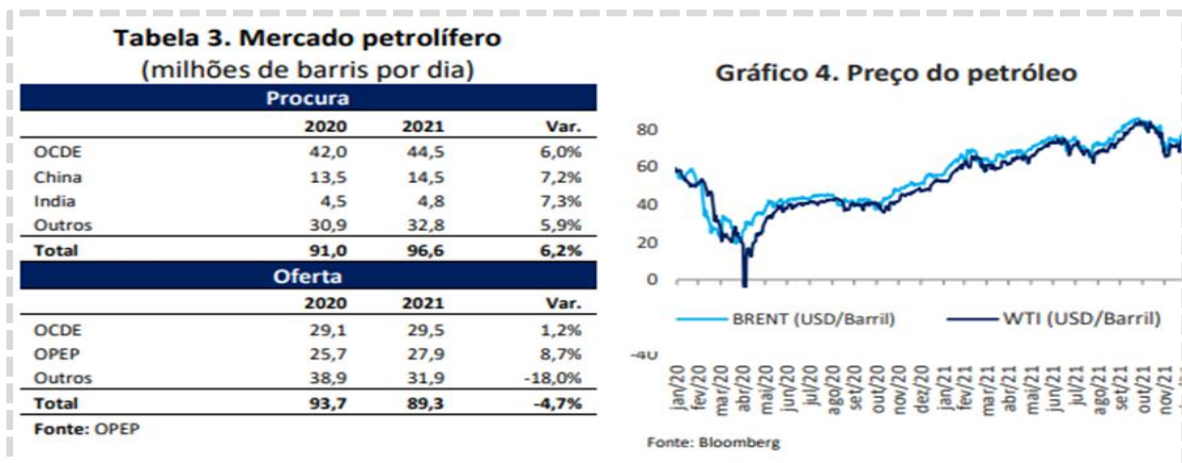 Tabela 3. Mercado petrolífero
(milhões de barris por dia)
Procura
2020 2021 Var.
OCDE 42,0 44,5 6,0%
China 13,5 14,5 7,2%
India 4,5 4,8 7,3%
Outros 30,9 32,8 5,9%
Total 91,0 96,6 6,2%
Oferta
2020 2021 Var.
OCDE 29,1 29,5 1,2%
OPEP 25,7 27,9 8,7%
Outros 38,9 31,9 -18,0%
Total 93,7 89,3 -4,7%
Fonte: OPEP
Gráfico 4. Preço do petróleo
80
60
40
20
0
BRENT (USD/Barril) WTI (USD/Barril)
-40
jan/20 fev/20 mar/20 abr/20 mai/20 jun/20 jul/20 ago/20 set/20 out/20 nov/20 dez/20 jan/21 fev/21 mar/21 abr/21 mai/21 jun/21 jul/21 ago/21 set/21 out/21 nov/21
Fonte: Bloomberg